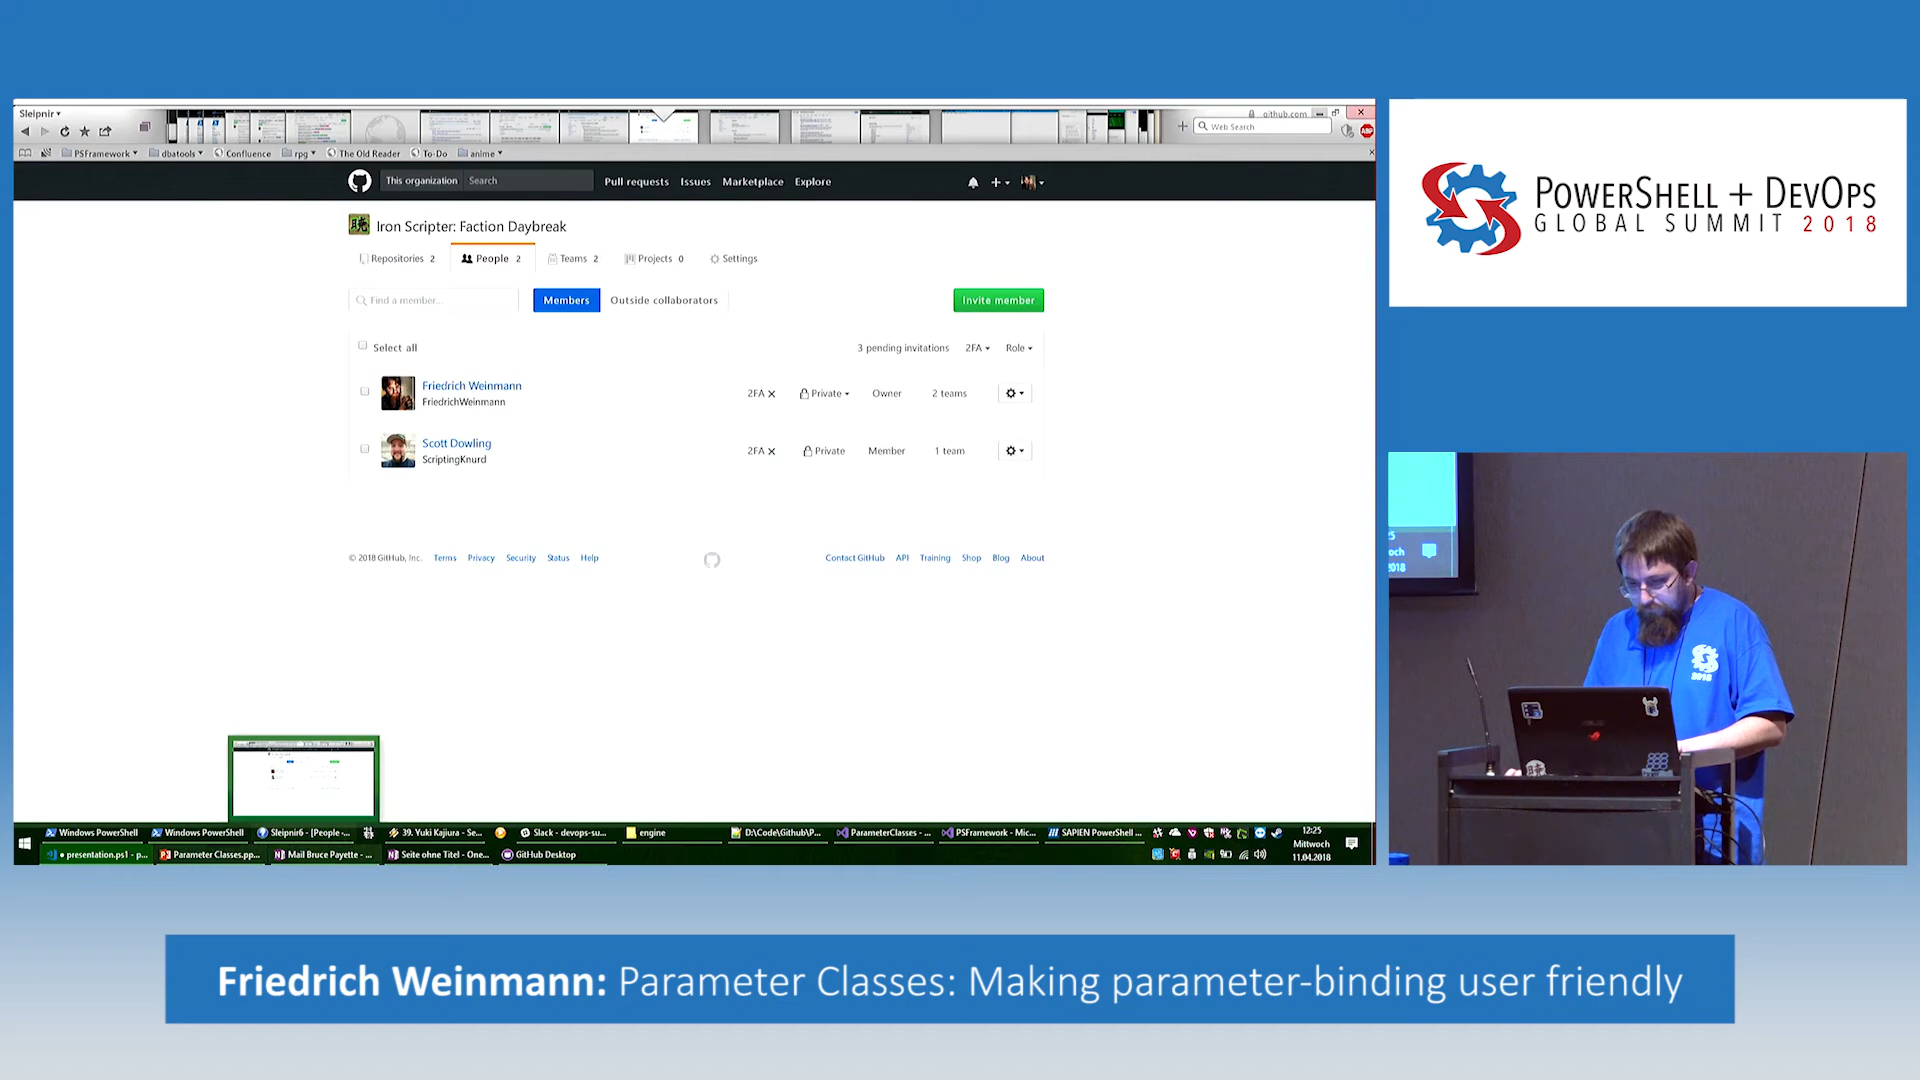 Sleipnir
github.com
Web Search
ABP
PSFramework
dbatools
Confluence
rpg
The Old Reader
To-Do
anime
This organization
Search
Pull requests
Issues
Marketplace
Explore
Iron Scripter: Faction Daybreak
Repositories 2
People 2
Teams 2
Projects 0
Settings
Find a member...
Members
Outside collaborators
Invite member
Select all
3 pending invitations
2FA
Role
Friedrich Weinmann
FriedrichWeinmann
2FA
Private
Owner
2 teams
Scott Dowling
ScriptingKnurd
2FA
Private
Member
1 team
© 2018 GitHub, Inc.
Terms
Privacy
Security
Status
Help
Contact GitHub
API
Training
Shop
Blog
About
Windows PowerShell
Windows PowerShell
Sleipnir6 - [People -...
39. Yuki Kajiura - Se...
Slack - devops-su...
engine
D:\Code\Github\P...
ParameterClasses - ...
PSFramework - Mic...
SAPIEN PowerShell ...
12:25
Mittwoch
11.04.2018
presentation.ps1 - p...
Parameter Classes.pp...
Mail Bruce Payette - ...
Seite ohne Titel - One...
GitHub Desktop
POWERSHELL + DEVOPS
GLOBAL SUMMIT 2018
2018
Friedrich Weinmann: Parameter Classes: Making parameter-binding user friendly